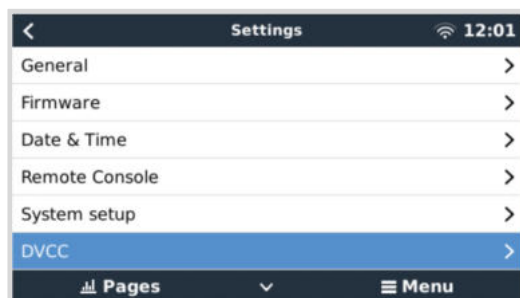 Settings 12:01
General
Firmware
Date & Time
Remote Console
System setup
DVCC
Pages Menu